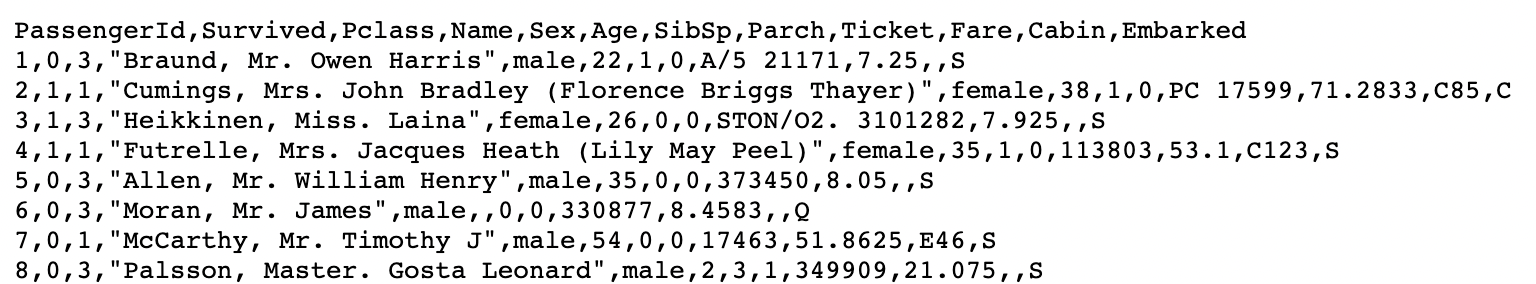 PassengerId,Survived,Pclass,Name,Sex,Age,SibSp,Parch,Ticket,Fare,Cabin,Embarked
1,0,3,"Braund, Mr. Owen Harris",male,22,1,0,A/5 21171,7.25,,S
2,1,1,"Cumings, Mrs. John Bradley (Florence Briggs Thayer)",female,38,1,0,PC 17599,71.2833,C85,C
3,1,3,"Heikkinen, Miss. Laina",female,26,0,0,STON/O2. 3101282,7.925,,S
4,1,1,"Futrelle, Mrs. Jacques Heath (Lily May Peel)",female,35,1,0,113803,53.1,C123,S
5,0,3,"Allen, Mr. William Henry",male,35,0,0,373450,8.05,,S
6,0,3,"Moran, Mr. James",male,,0,0,330877,8.4583,,Q
7,0,1,"McCarthy, Mr. Timothy J",male,54,0,0,17463,51.8625,E46,S
8,0,3,"Palsson, Master. Gosta Leonard",male,2,3,1,349909,21.075,,S